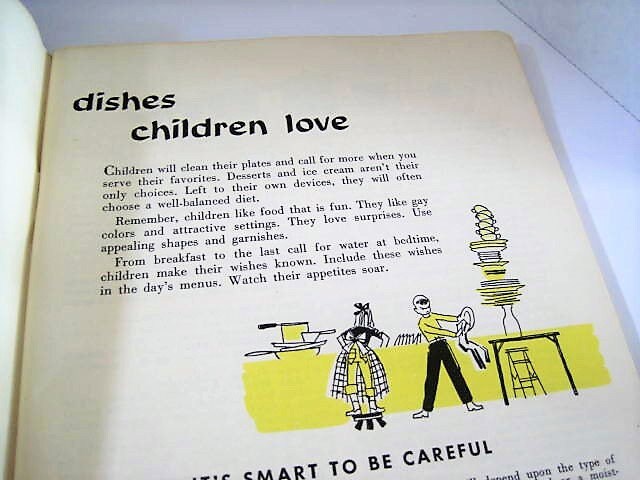 dishes
children love
Children will clean their plates and call for more when you
serve their favorites. Desserts and ice cream aren't their
only choices. Left to their own devices, they will often
choose a well-balanced diet.
Remember, children like food that is fun. They like gay
colors and attractive settings. They love surprises. Use
appealing shapes and garnishes.
From breakfast to the last call for water at bedtime,
children make their wishes known. Include these wishes
in the day's menus. Watch their appetites soar.
IT'S SMART TO BE CAREFUL
depend upon the type of
a moist-